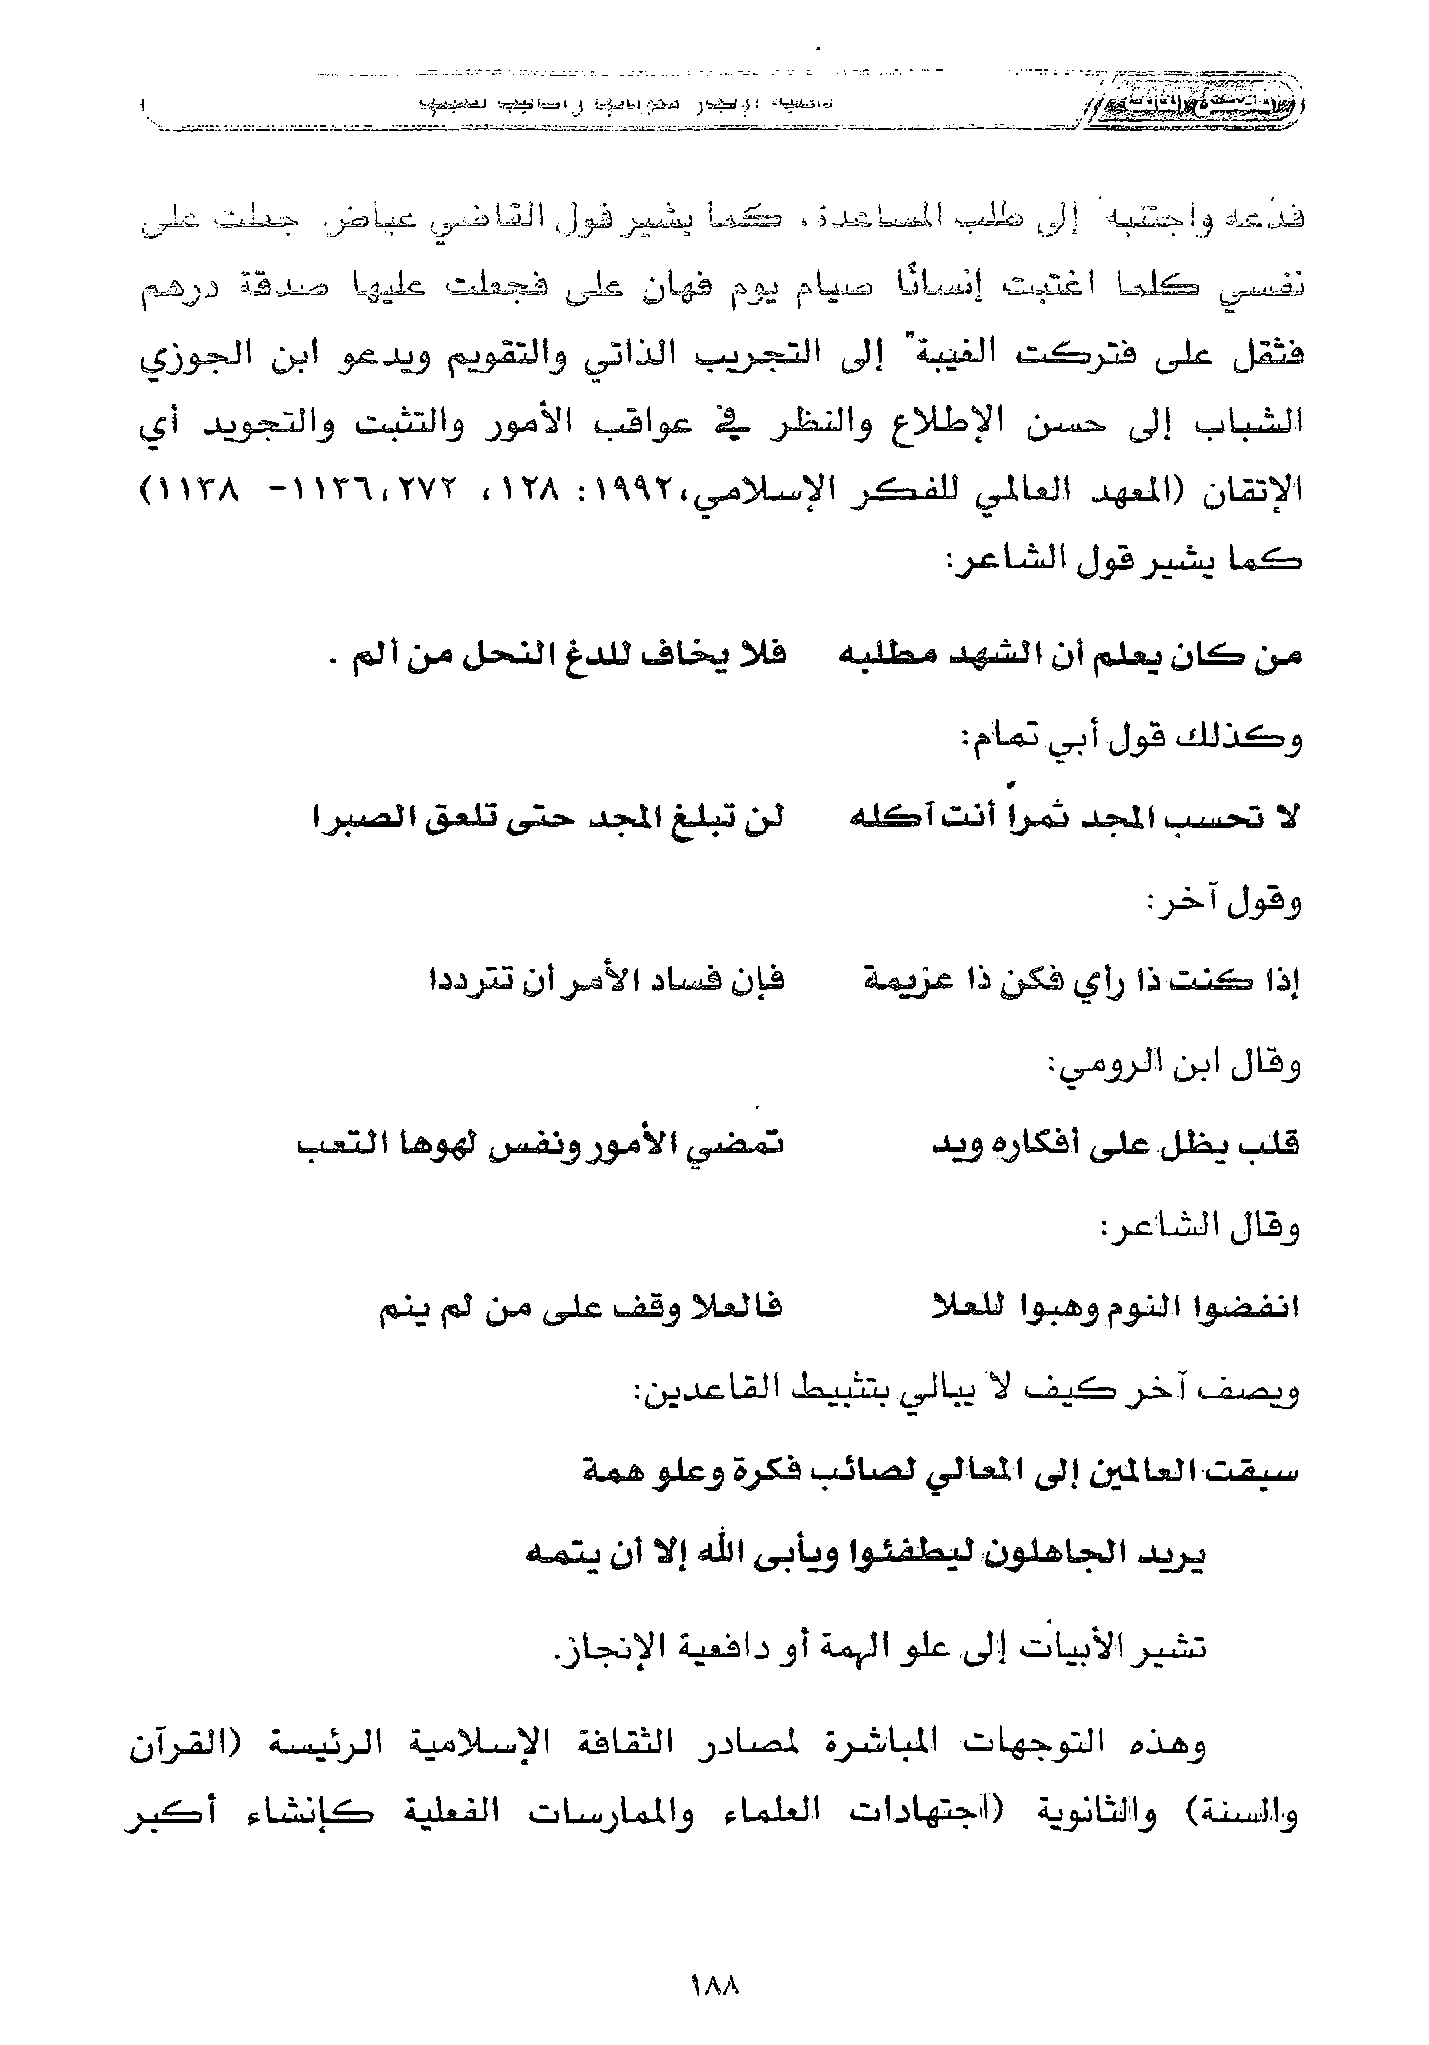 فدعه واجتنبه" إلى طلب المساعدة، كما يشير قول القاضي عياض. جعلت على
نفسي كلما اغتبت إنسانًا صيام يوم فهان على فجعلت عليها صدقة درهم
فثقل على فتركت الغيبة" إلى التجريب الذاتي والتقويم ويدعو ابن الجوزي
الشباب إلى حسن الإطلاع والنظر في عواقب الأمور والتثبت والتجويد أي
الإتقان (المعهد العالمي للفكر الإسلامي،١٩٩٢: ١٢٨، ٢٧٢،١١٣٦- ١١٣٨)
كما يشير قول الشاعر:
من كان يعلم أن الشهد مطلبه فلا يخاف للدغ النحل من ألم .
وكذلك قول أبي تمام:
لا تحسب المجد ثمراً أنت آكله لن تبلغ المجد حتى تلعق الصبرا
وقول آخر:
إذا كنت ذا رأي فكن ذا عزيمة فإن فساد الأمر أن تترددا
وقال ابن الرومي:
قلب يظل على أفكاره ويد تمضي الأمور ونفس لهوها التعب
وقال الشاعر:
انفضوا النوم وهبوا للعلا فالعلا وقف على من لم ينم
ويصف آخر كيف لا يبالي بتثبيط القاعدين:
سبقت العالمين إلى المعالي لصائب فكرة وعلو همة
يريد الجاهلون ليطفئوا ويأبى الله إلا أن يتمه
تشير الأبيات إلى علو الهمة أو دافعية الإنجاز.
وهذه التوجهات المباشرة لمصادر الثقافة الإسلامية الرئيسة (القرآن
والسنة) والثانوية (اجتهادات العلماء والممارسات الفعلية كإنشاء أكبر
١٨٨